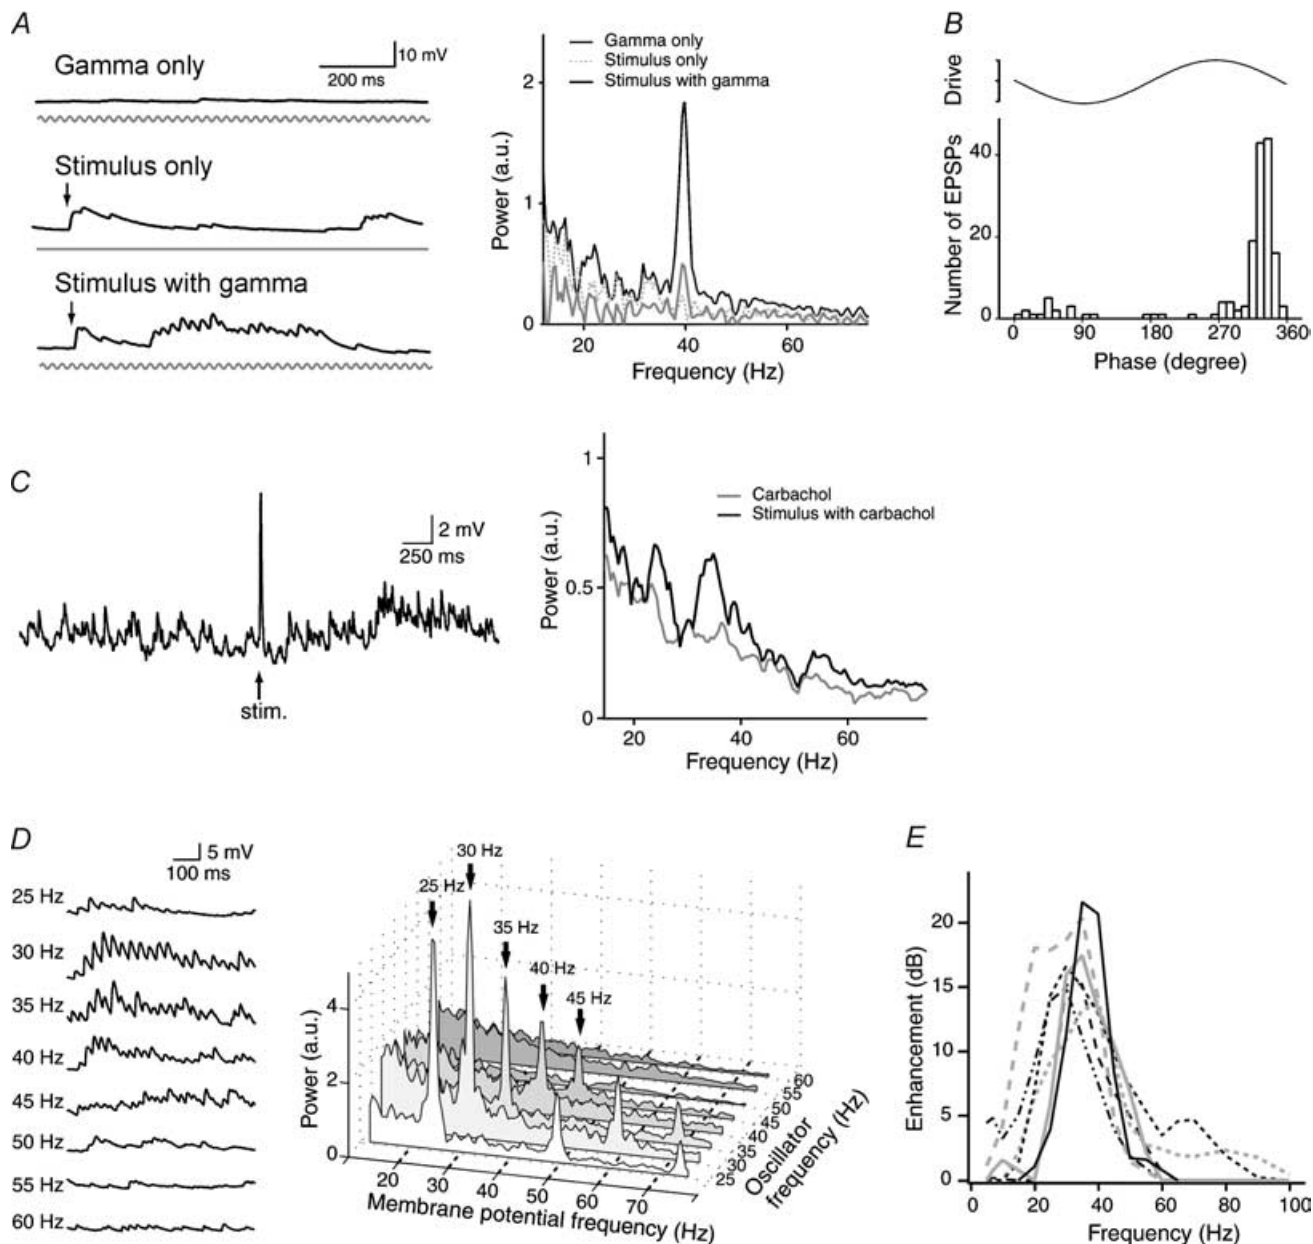 A
Gamma only
10 mV
200 ms
Stimulus only
Stimulus with gamma
Gamma only
Stimulus only
Stimulus with gamma
Power (a.u.)
2
1
0
20 40 60
Frequency (Hz)
B
Drive
Number of EPSPs
40
20
0
0 90 180 270 360
Phase (degree)
C
2 mV
250 ms
stim.
Carbachol
Stimulus with carbachol
Power (a.u.)
1
0.5
0
20 40 60
Frequency (Hz)
D
5 mV
100 ms
25 Hz
30 Hz
35 Hz
40 Hz
45 Hz
50 Hz
55 Hz
60 Hz
30 Hz
25 Hz
35 Hz
40 Hz
45 Hz
Power (a.u.)
4
2
0
20 30 40 50 60 70
Membrane potential frequency (Hz)
25 30 35 40 45 50 55 60
Oscillator
frequency (Hz)
E
Enhancement (dB)
20
15
10
5
0
0 20 40 60 80 100
Frequency (Hz)